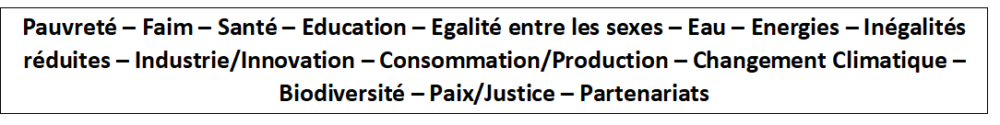 Pauvreté – Faim – Santé – Education – Egalité entre les sexes – Eau – Energies – Inégalités
réduites – Industrie/Innovation – Consommation/Production – Changement Climatique –
Biodiversité – Paix/Justice – Partenariats